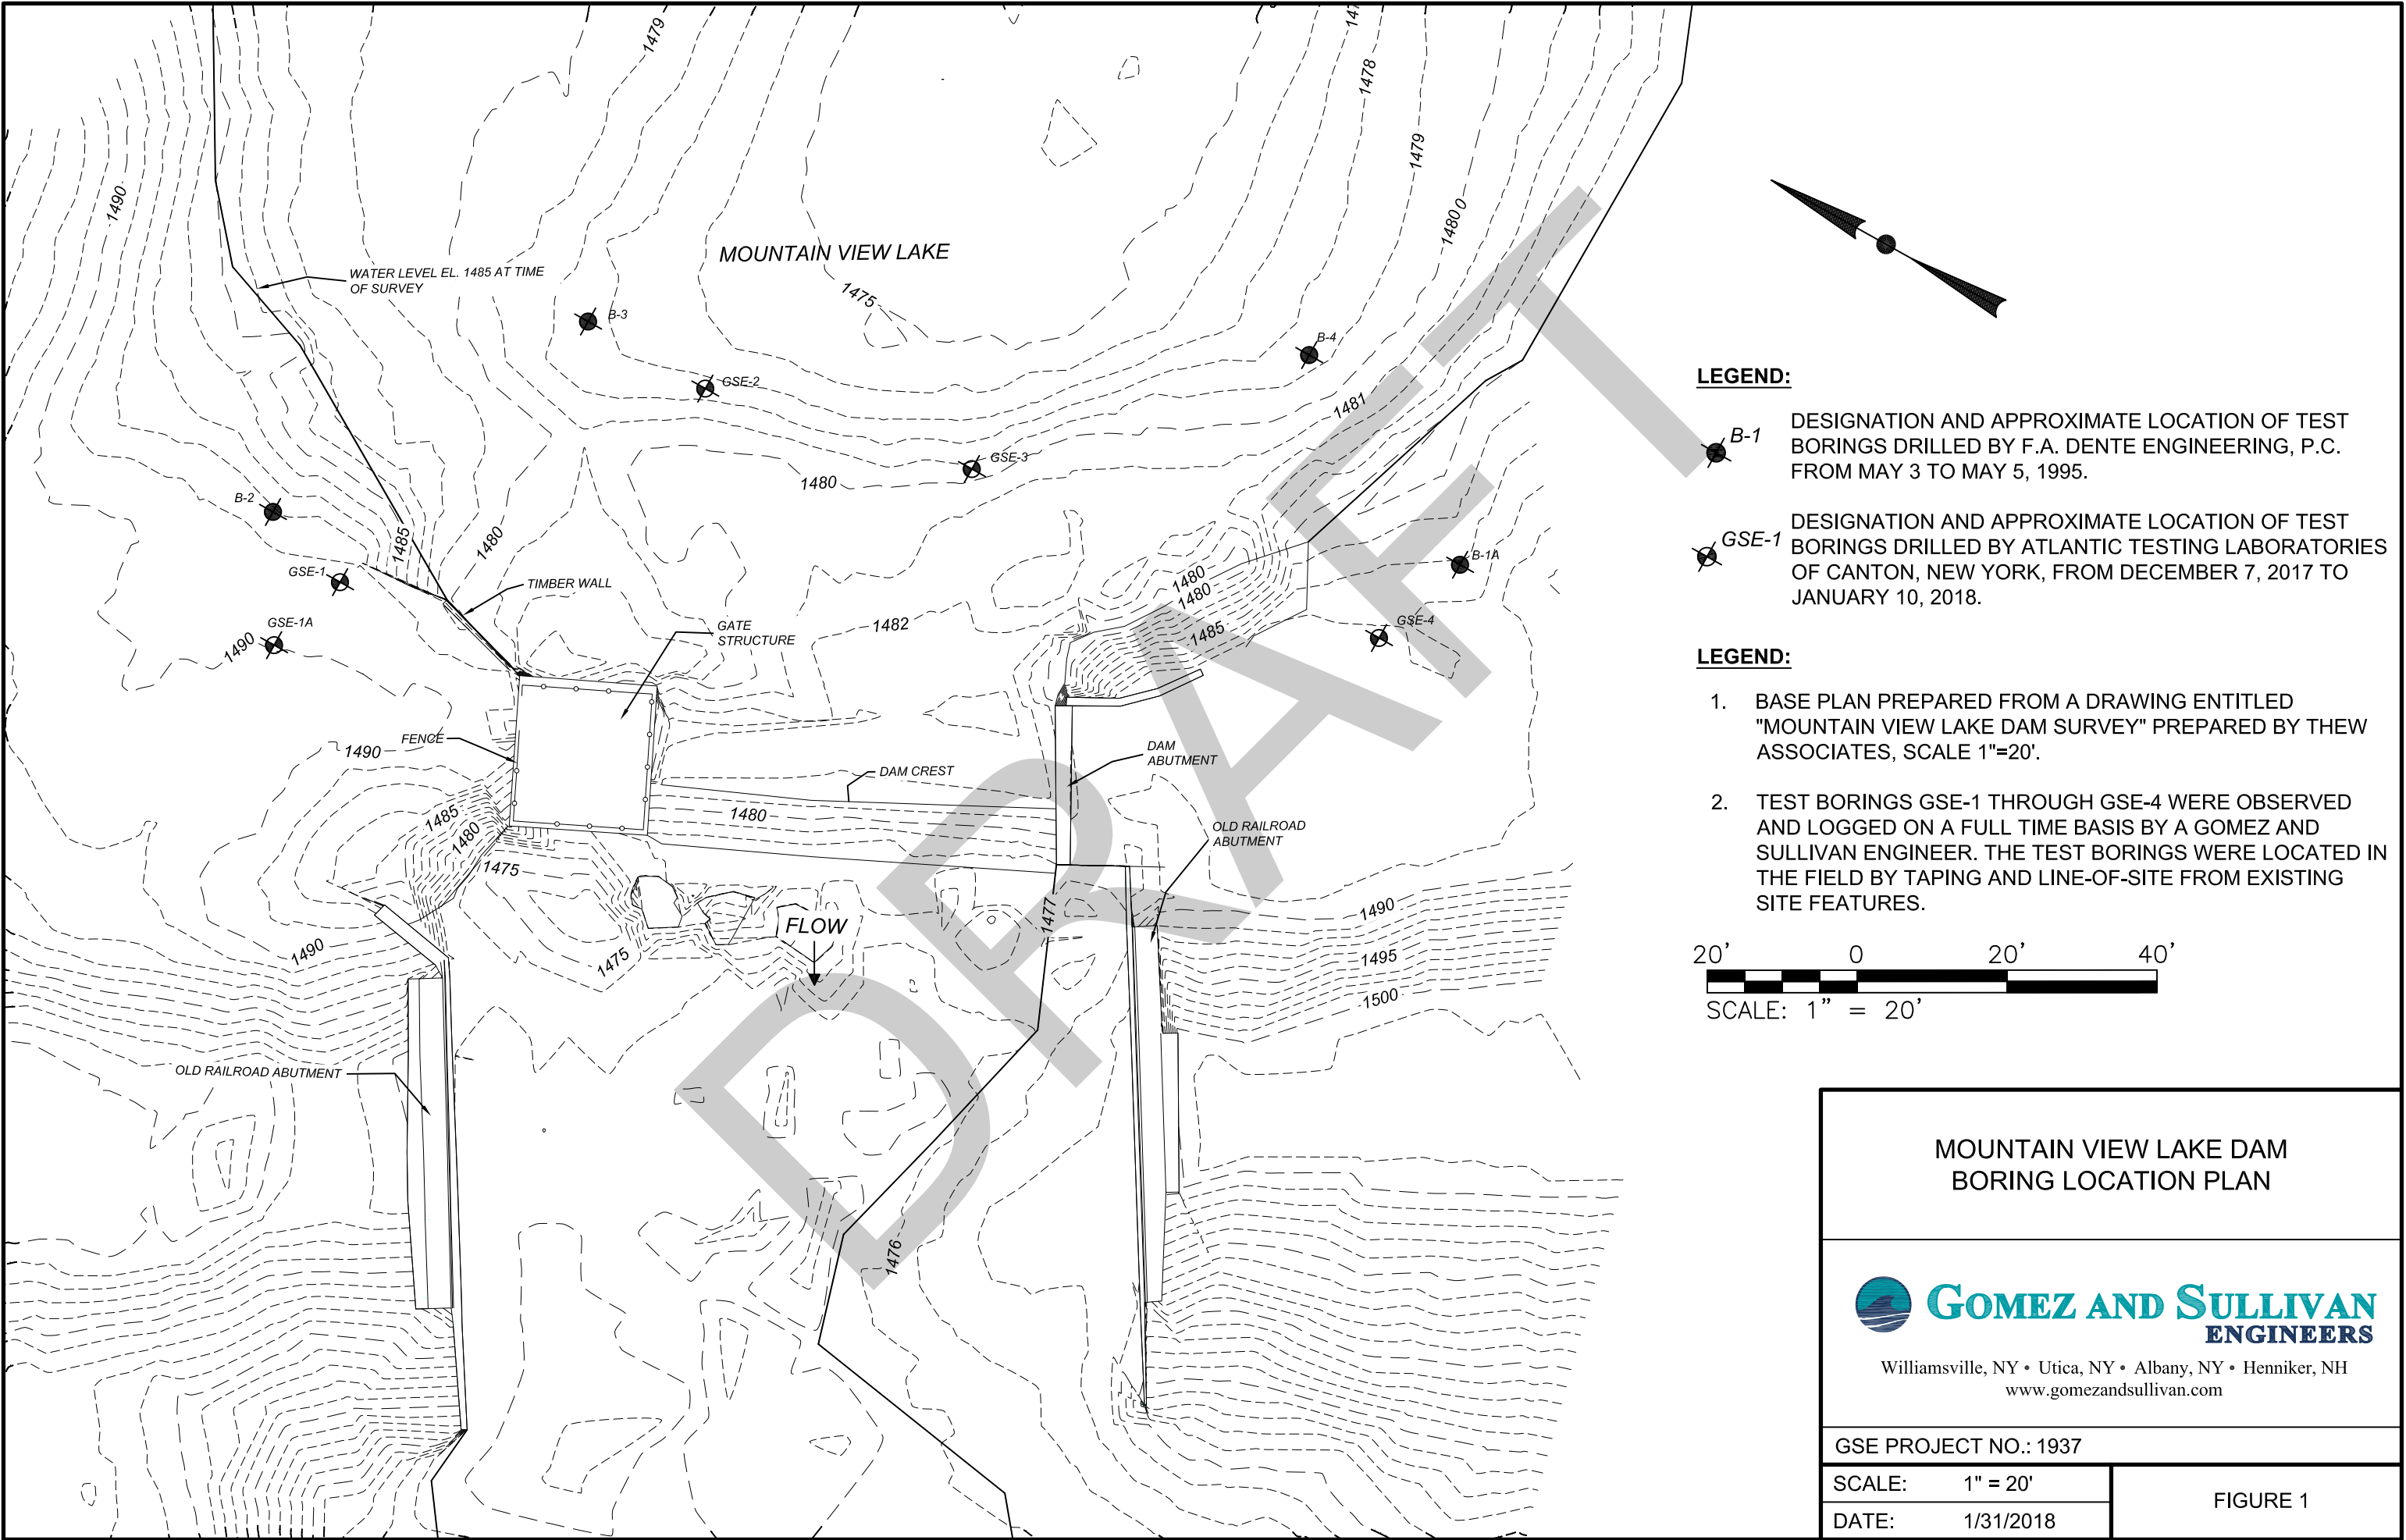 1479
147
1478
1479
1490
1480 0
MOUNTAIN VIEW LAKE
WATER LEVEL EL. 1485 AT TIME
OF SURVEY
1475
B-3
B-4
GSE-2
1481
GSE-3
1480
B-2
1485
1480
GSE-1
TIMBER WALL
B-1A
1480
1480
GSE-1A
1490
GATE
STRUCTURE
1482
1485
GSE-4
FENCE
1490
DAM
ABUTMENT
DAM CREST
1485
1480
1480
OLD RAILROAD
ABUTMENT
1475
1477
1490
FLOW
1490
1475
1495
1500
OLD RAILROAD ABUTMENT
1476
DRAFT
LEGEND:
B-1
DESIGNATION AND APPROXIMATE LOCATION OF TEST
BORINGS DRILLED BY F.A. DENTE ENGINEERING, P.C.
FROM MAY 3 TO MAY 5, 1995.
GSE-1
DESIGNATION AND APPROXIMATE LOCATION OF TEST
BORINGS DRILLED BY ATLANTIC TESTING LABORATORIES
OF CANTON, NEW YORK, FROM DECEMBER 7, 2017 TO
JANUARY 10, 2018.
LEGEND:
1. BASE PLAN PREPARED FROM A DRAWING ENTITLED
"MOUNTAIN VIEW LAKE DAM SURVEY" PREPARED BY THEW
ASSOCIATES, SCALE 1"=20'.
2. TEST BORINGS GSE-1 THROUGH GSE-4 WERE OBSERVED
AND LOGGED ON A FULL TIME BASIS BY A GOMEZ AND
SULLIVAN ENGINEER. THE TEST BORINGS WERE LOCATED IN
THE FIELD BY TAPING AND LINE-OF-SITE FROM EXISTING
SITE FEATURES.
20' 0 20' 40'
SCALE: 1" = 20'
MOUNTAIN VIEW LAKE DAM
BORING LOCATION PLAN
GOMEZ AND SULLIVAN
ENGINEERS
Williamsville, NY • Utica, NY • Albany, NY • Henniker, NH
www.gomezandsullivan.com
GSE PROJECT NO.: 1937
SCALE: 1" = 20'
DATE: 1/31/2018
FIGURE 1